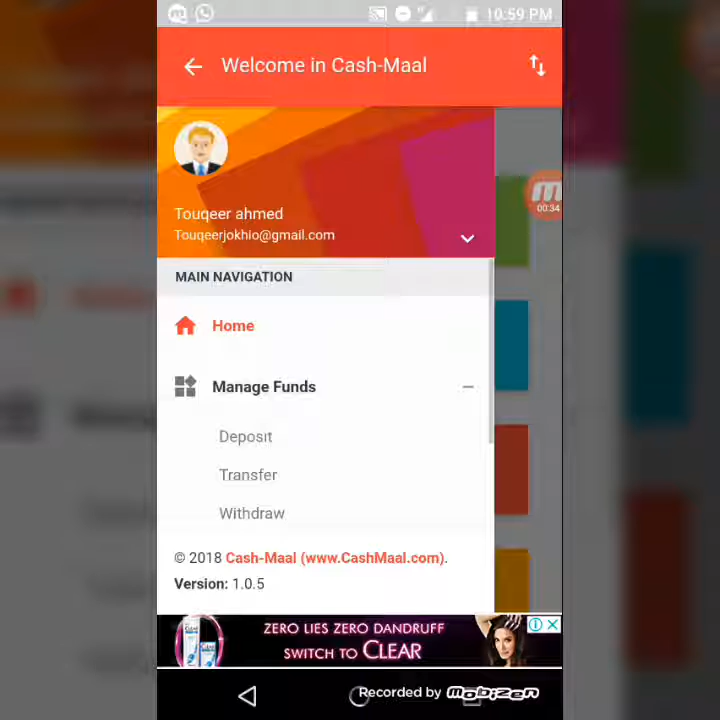 10:59 PM
Welcome in Cash-Maal
00:34
Touqeer ahmed
Touqeerjokhio@gmail.com
MAIN NAVIGATION
Home
Manage Funds
Deposit
Transfer
Withdraw
© 2018 Cash-Maal (www.CashMaal.com).
Version: 1.0.5
ZERO LIES ZERO DANDRUFF
SWITCH TO CLEAR
Recorded by mobizen